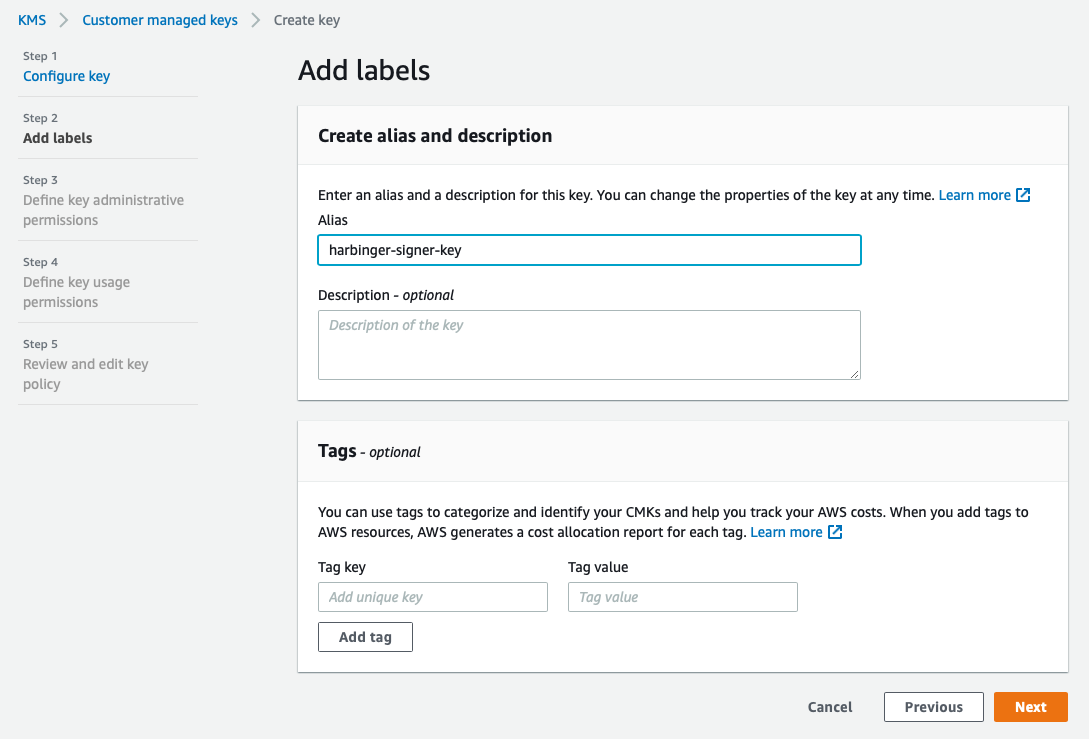 KMS > Customer managed keys > Create key
Step 1
Configure key
Step 2
Add labels
Step 3
Define key administrative
permissions
Step 4
Define key usage
permissions
Step 5
Review and edit key
policy
Add labels
Create alias and description
Enter an alias and a description for this key. You can change the properties of the key at any time. Learn more
Alias
harbinger-signer-key
Description - optional
Description of the key
Tags - optional
You can use tags to categorize and identify your CMKs and help you track your AWS costs. When you add tags to
AWS resources, AWS generates a cost allocation report for each tag. Learn more
Tag key Tag value
Add unique key Tag value
Add tag
Cancel Previous Next